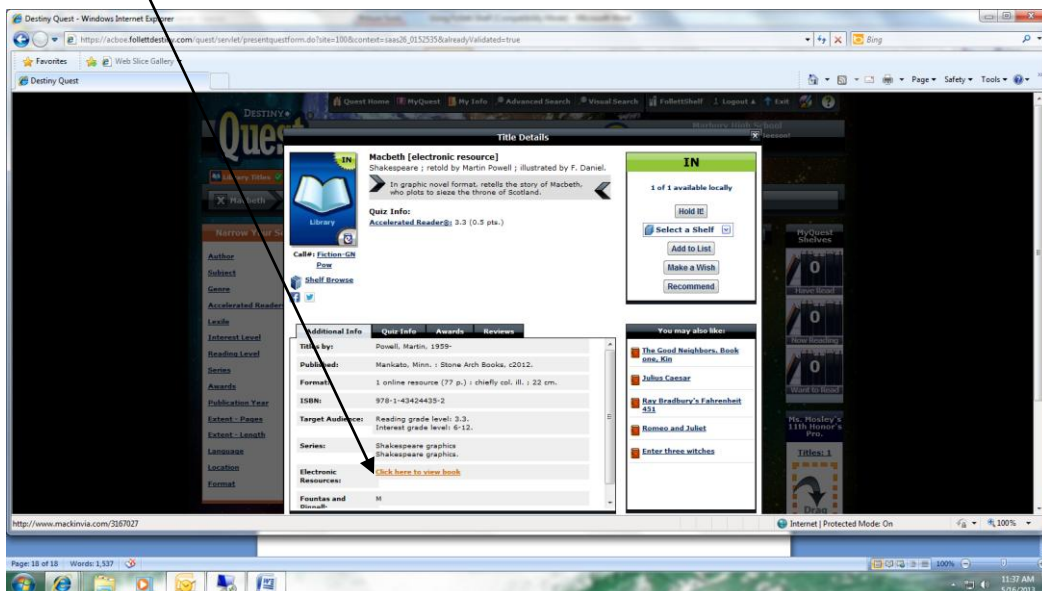 Destiny Quest - Windows Internet Explorer
https://acboe.follettdestiny.com/quest/servlet/presentquestform.do?site=100&context=saas26_0152535&alreadyValidated=true
Bing
Favorites Web Slice Gallery
Destiny Quest
Page Safety Tools
Quest Home MyQuest My Info Advanced Search Visual Search FollettShelf Logout Exit
DESTINY
Quest
Title Details
Library Titles
Macbeth
Narrow Your
Author
Subject
Genre
Accelerated Reader
Lexile
Interest Level
Reading Level
Series
Awards
Publication Year
Extent - Pages
Extent - Length
Language
Location
Format
IN
Library
Call#: Fiction-GN
Pow
Shelf Browse
Macbeth [electronic resource]
Shakespeare ; retold by Martin Powell ; illustrated by F. Daniel.
In graphic novel format, retells the story of Macbeth,
who plots to sieze the throne of Scotland.
Quiz Info:
Accelerated Reader®: 3.3 (0.5 pts.)
IN
1 of 1 available locally
Hold It!
Select a Shelf
Add to List
Make a Wish
Recommend
Additional Info Quiz Info Awards Reviews
Titles by: Powell, Martin, 1959-
Published: Mankato, Minn. : Stone Arch Books, c2012.
Format: 1 online resource (77 p.) : chiefly col. ill. ; 22 cm.
ISBN: 978-1-43424435-2
Target Audience: Reading grade level: 3.3.
Interest grade level: 6-12.
Series: Shakespeare graphics
Shakespeare graphics.
Electronic Resources: Click here to view book
Fountas and Pinnell: M
You may also like:
The Good Neighbors. Book
one, Kin
Julius Caesar
Ray Bradbury's Fahrenheit
451
Romeo and Juliet
Enter three witches
MyQuest
Shelves
0
Have Read
0
Now Reading
0
Want to Read
Ms. Mosley's
11th Honor's
Pro.
Titles: 1
Drag
http://www.mackinvia.com/3167027
Internet | Protected Mode: On
100%
Page: 18 of 18 Words: 1,537
100%
11:37 AM
5/16/2013